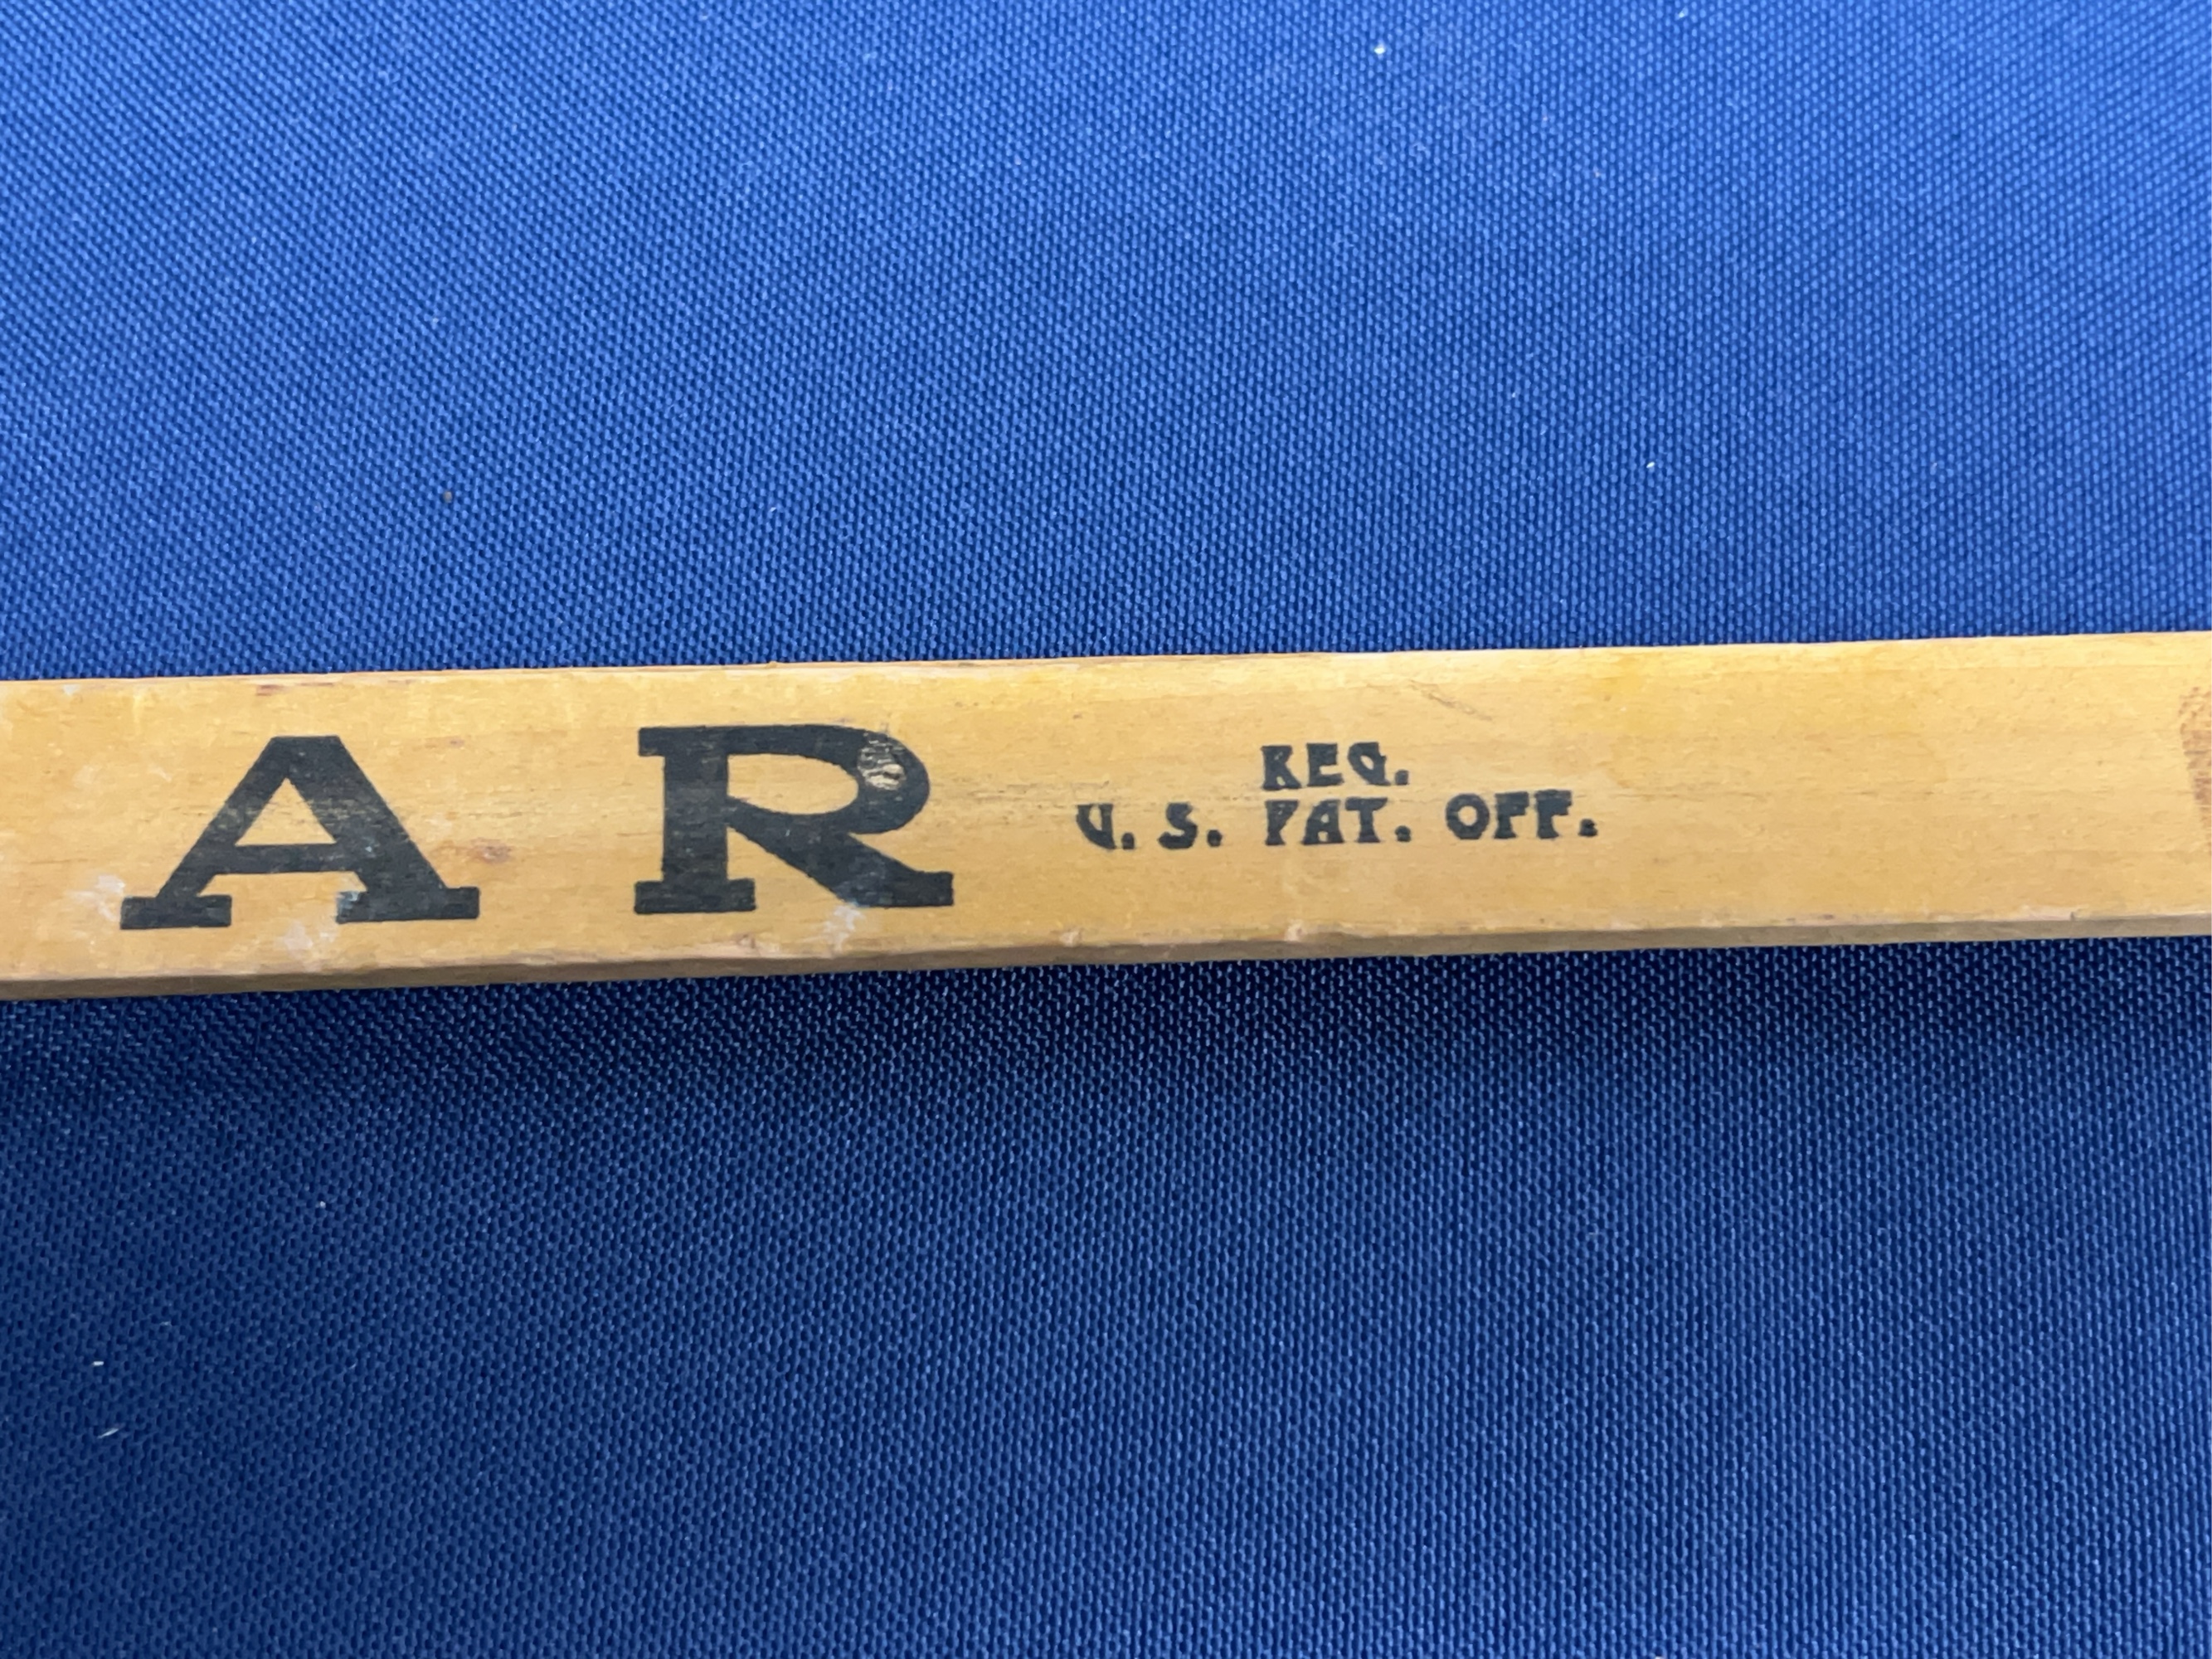 A R
REG.
U. S. PAT. OFF.